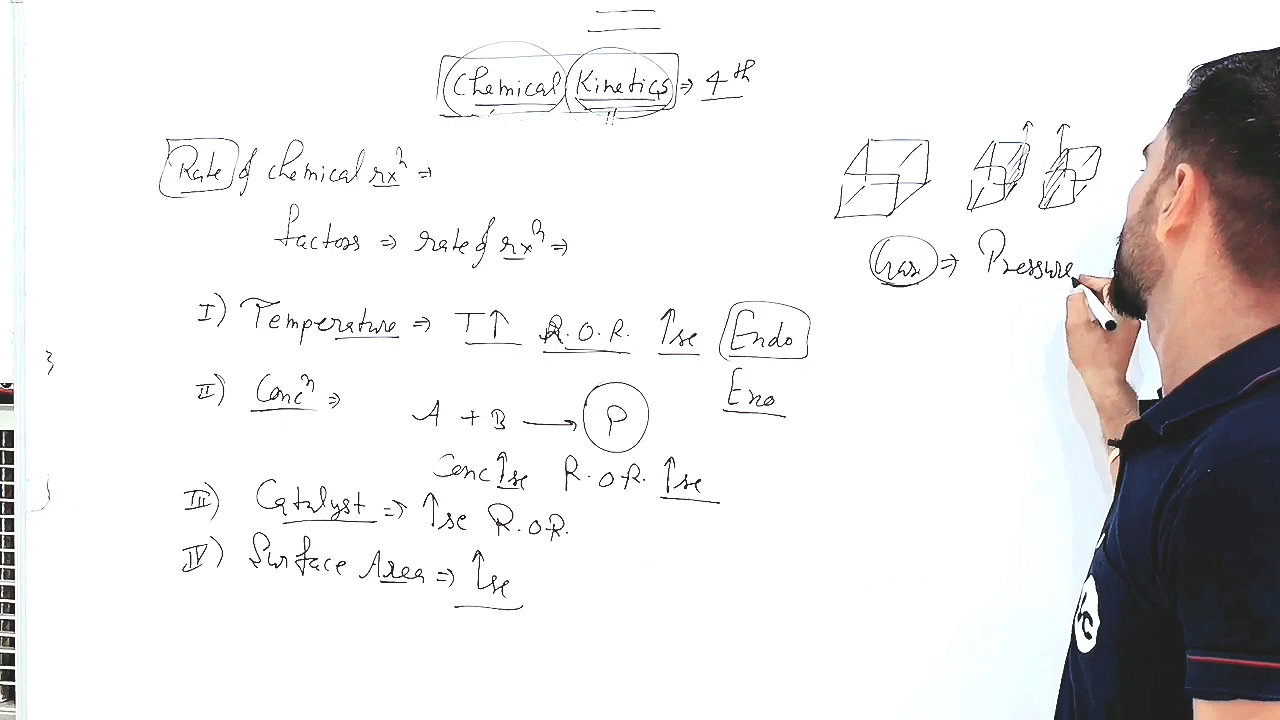 Chemical Kinetics ⇒ 4th
Rate of chemical rxⁿ ⇒
factors ⇒ rate of rxⁿ ⇒
I) Temperature ⇒ T↑ R.O.R. ↑se Endo
Exo
II) Concⁿ ⇒
A + B ⟶ P
Conc↑se R.O.R. ↑se
III) Catalyst ⇒ ↑se R.O.R.
IV) Surface Area ⇒ ↑se
Gas ⇒ Pressure